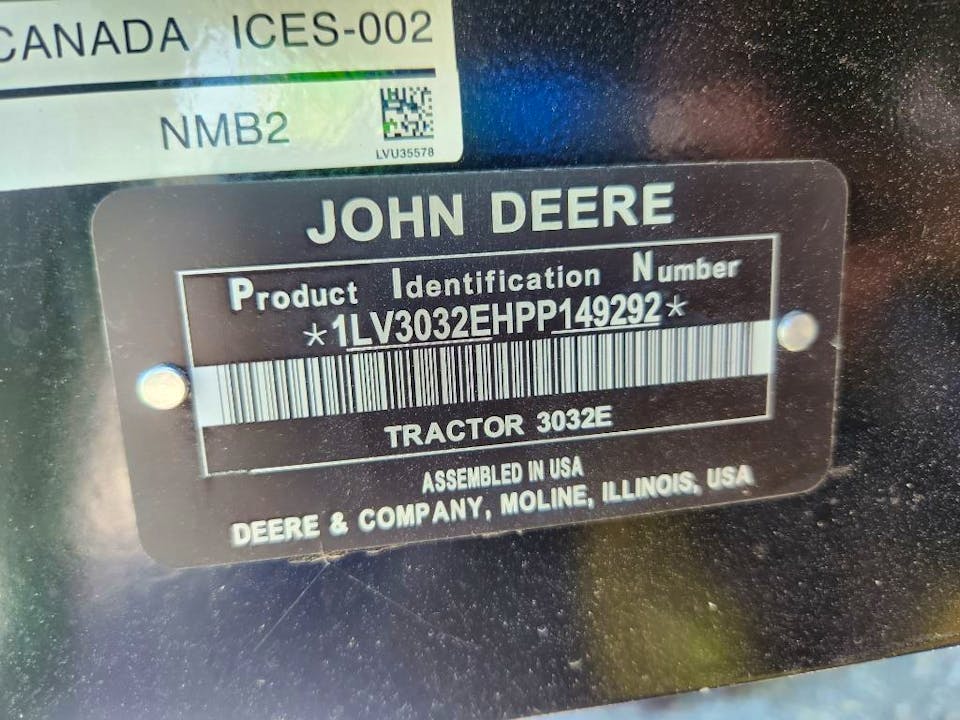 CANADA ICES-002
NMB2
LVU35578
JOHN DEERE
Product Identification Number
*1LV3032EHPP149292*
TRACTOR 3032E
ASSEMBLED IN USA
DEERE & COMPANY, MOLINE, ILLINOIS, USA